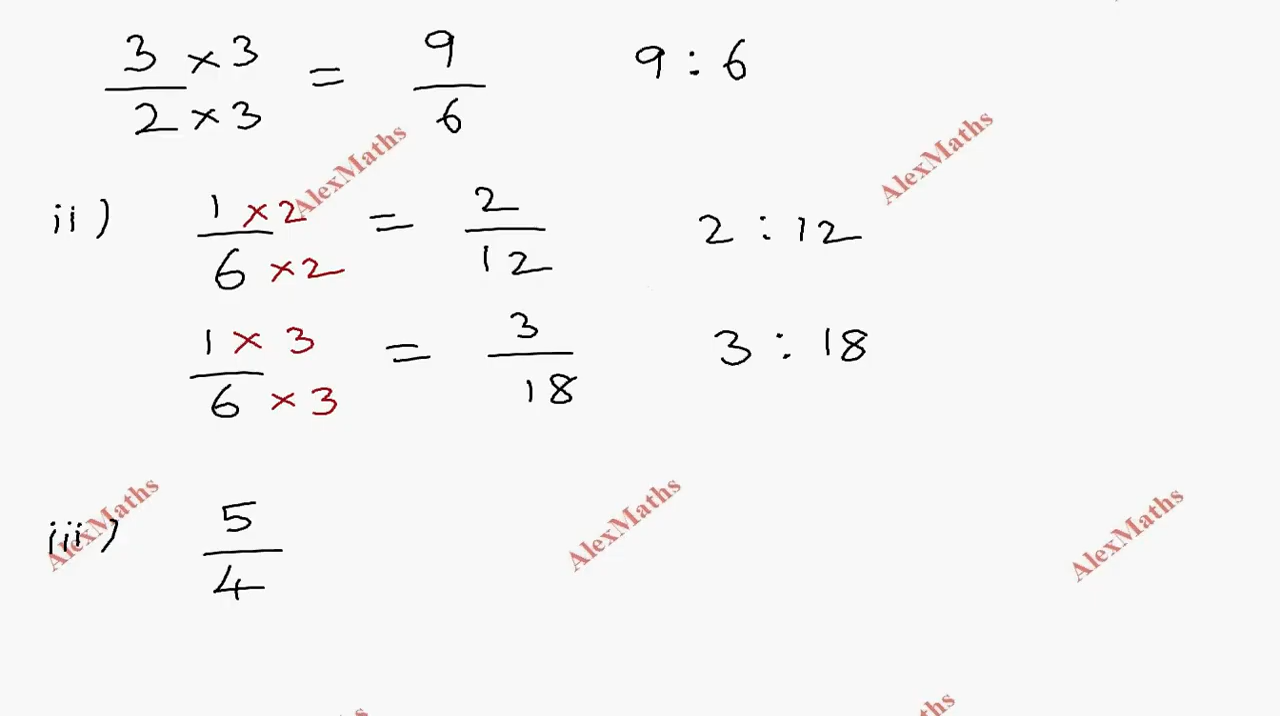 3 × 3 / 2 × 3 = 9 / 6    9 : 6
AlexMaths
AlexMaths
ii) 1 × 2 / 6 × 2 = 2 / 12    2 : 12
1 × 3 / 6 × 3 = 3 / 18    3 : 18
iii) 5 / 4
AlexMaths
AlexMaths
AlexMaths